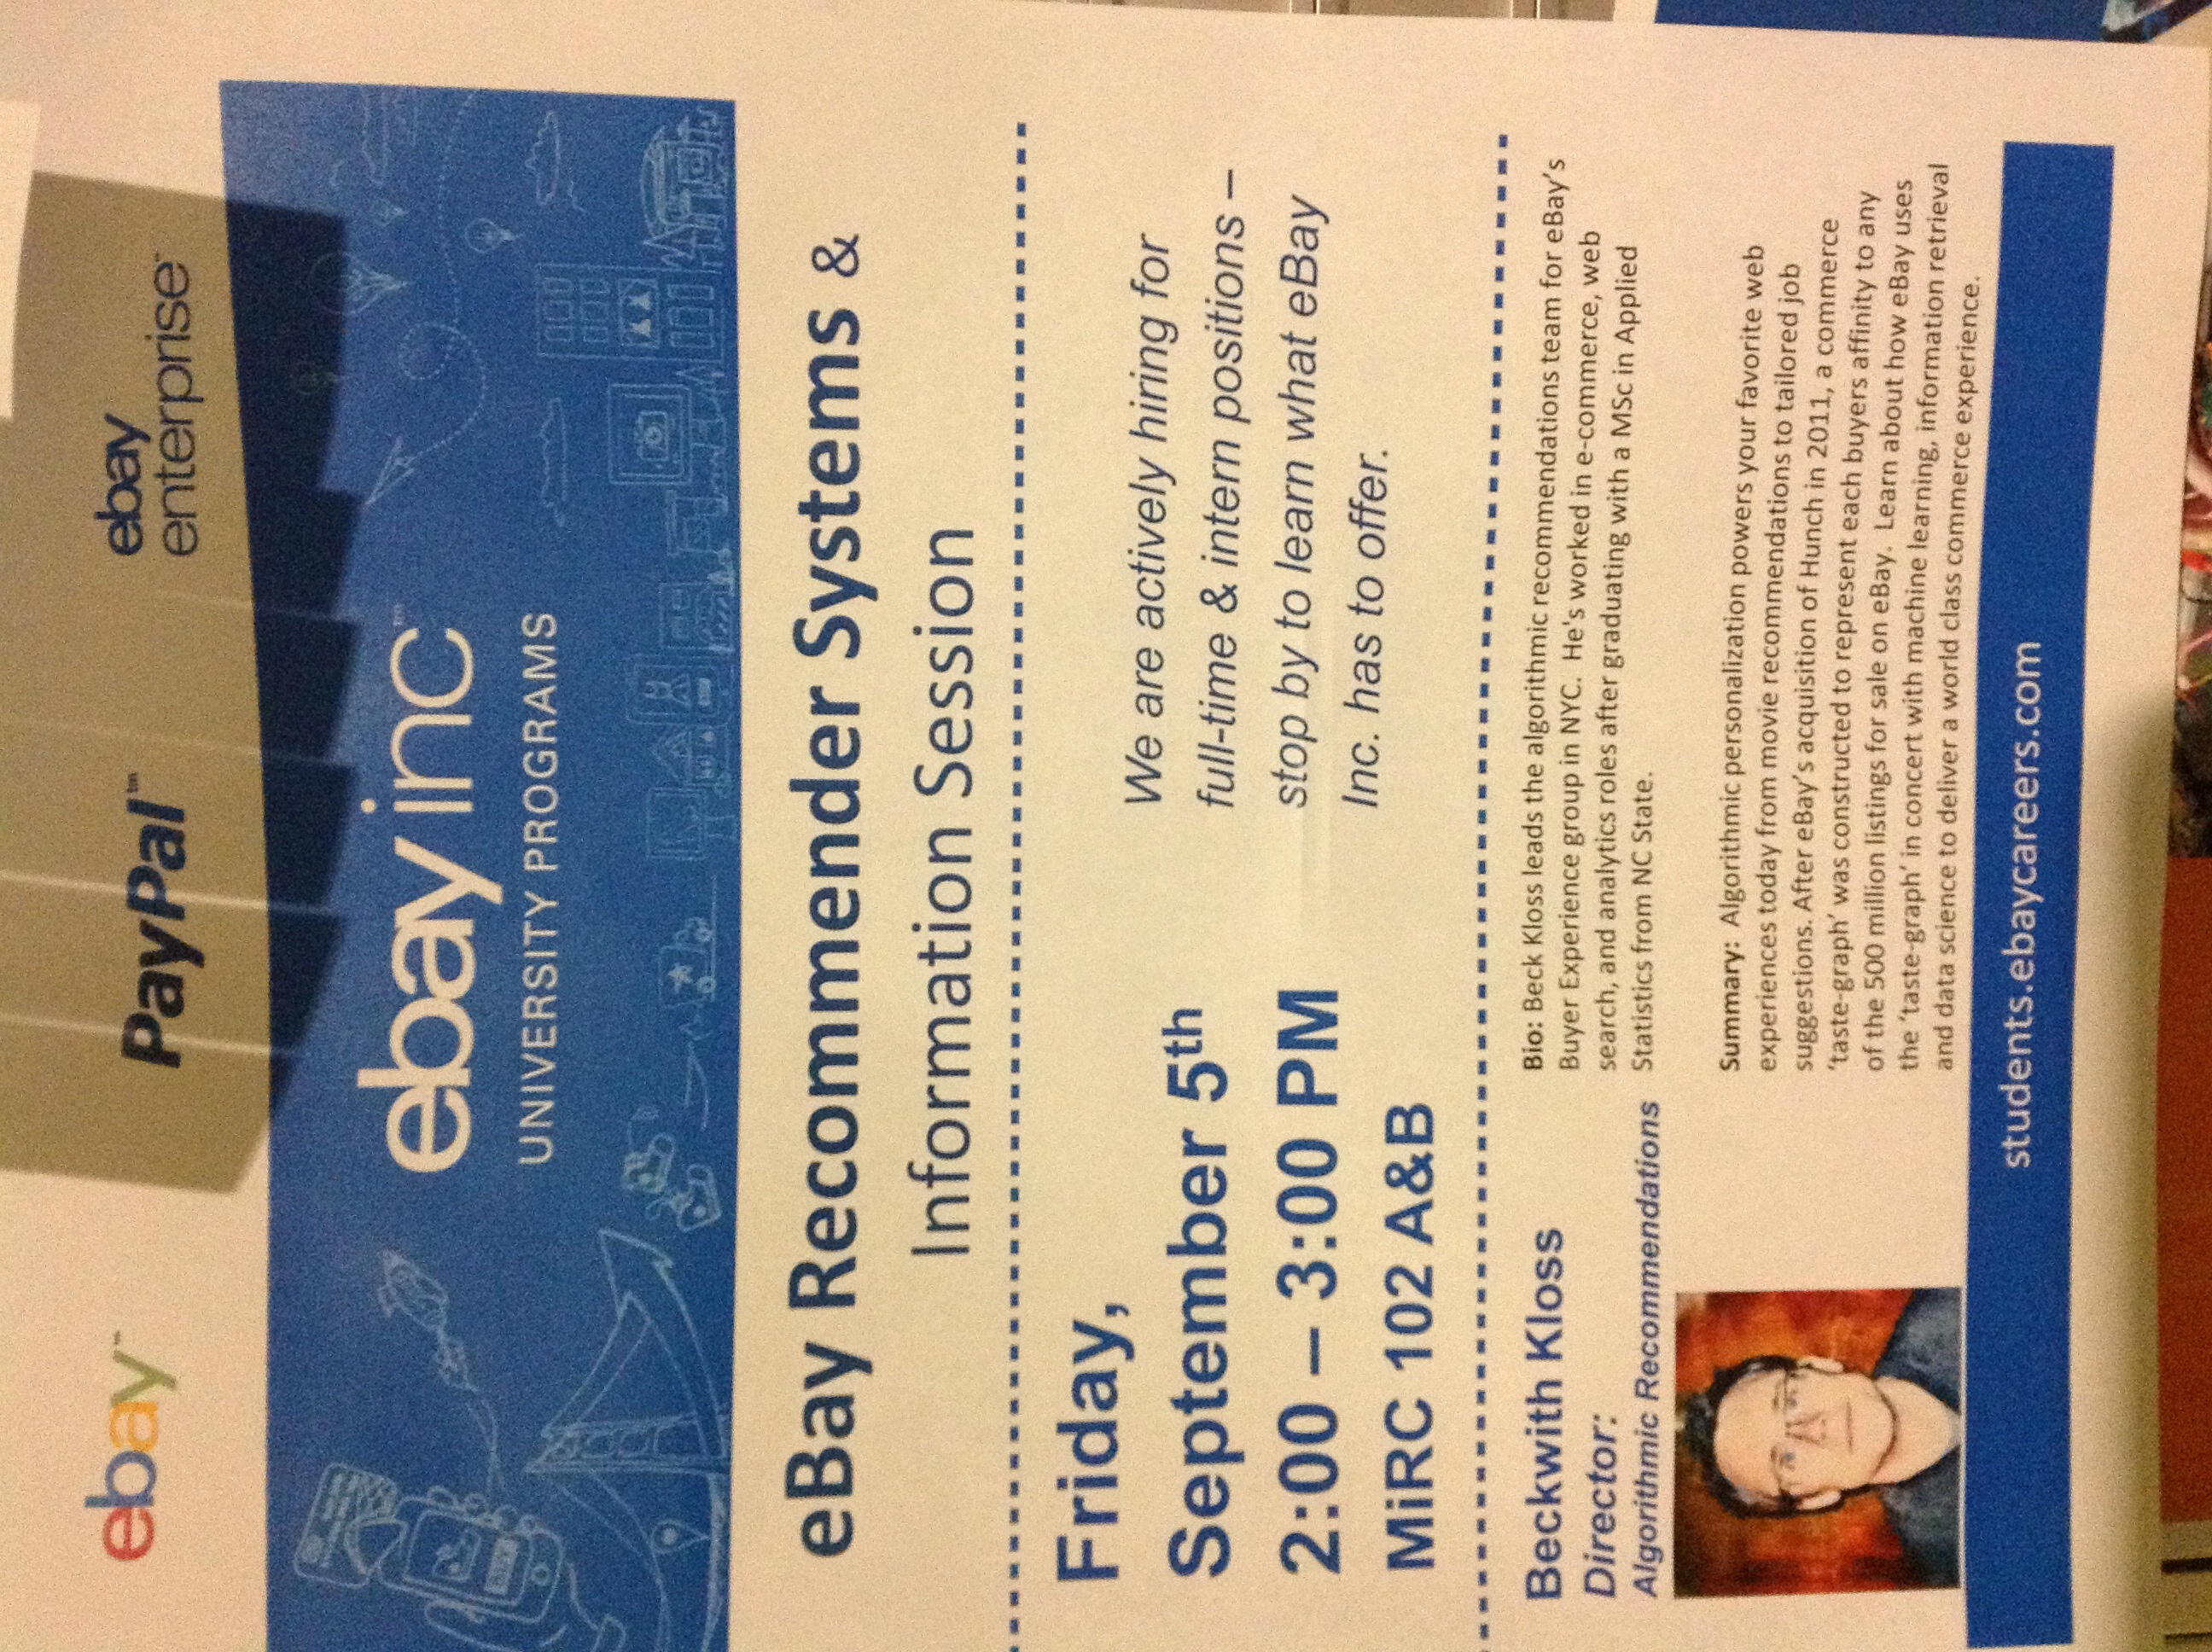 ebay™
PayPal™
ebay
enterprise™
ebay inc™
UNIVERSITY PROGRAMS
eBay Recommender Systems &
Information Session
Friday,
September 5th
2:00 – 3:00 PM
MiRC 102 A&B
We are actively hiring for
full-time & intern positions –
stop by to learn what eBay
Inc. has to offer.
Beckwith Kloss
Director:
Algorithmic Recommendations
Bio: Beck Kloss leads the algorithmic recommendations team for eBay's
Buyer Experience group in NYC.  He's worked in e-commerce, web
search, and analytics roles after graduating with a MSc in Applied
Statistics from NC State.
Summary:  Algorithmic personalization powers your favorite web
experiences today from movie recommendations to tailored job
suggestions. After eBay's acquisition of Hunch in 2011, a commerce
'taste-graph' was constructed to represent each buyers affinity to any
of the 500 million listings for sale on eBay.  Learn about how eBay uses
the 'taste-graph' in concert with machine learning, information retrieval
and data science to deliver a world class commerce experience.
students.ebaycareers.com